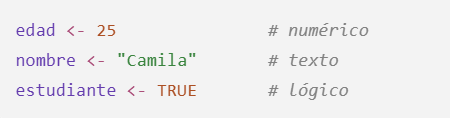 edad <- 25               # numérico
nombre <- "Camila"       # texto
estudiante <- TRUE       # lógico